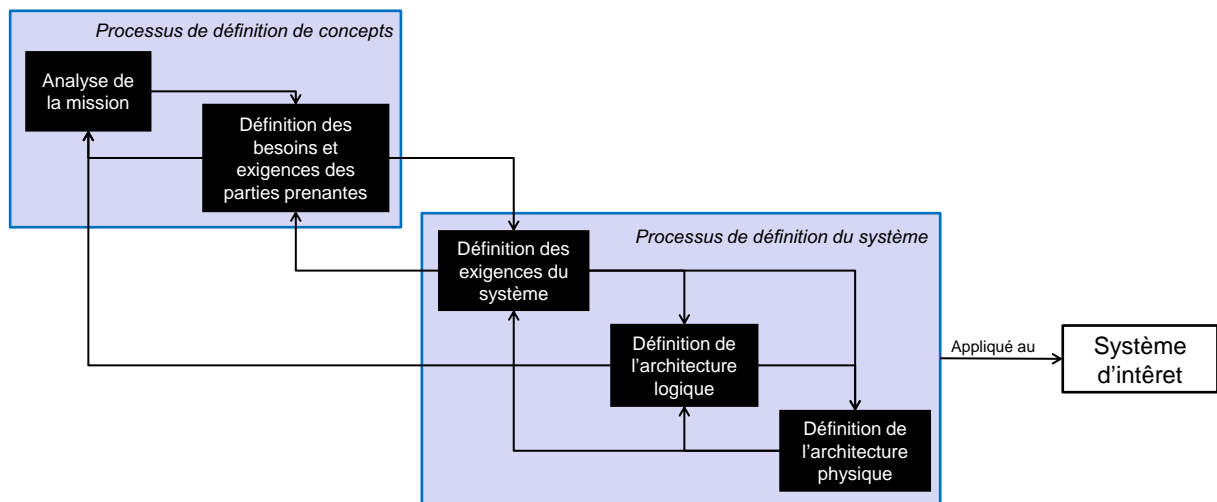 Processus de définition de concepts
Analyse de
la mission
Définition des
besoins et
exigences des
parties prenantes
Processus de définition du système
Définition des
exigences du
système
Définition de
l’architecture
logique
Définition de
l’architecture
physique
Appliqué au
Système
d’intêret